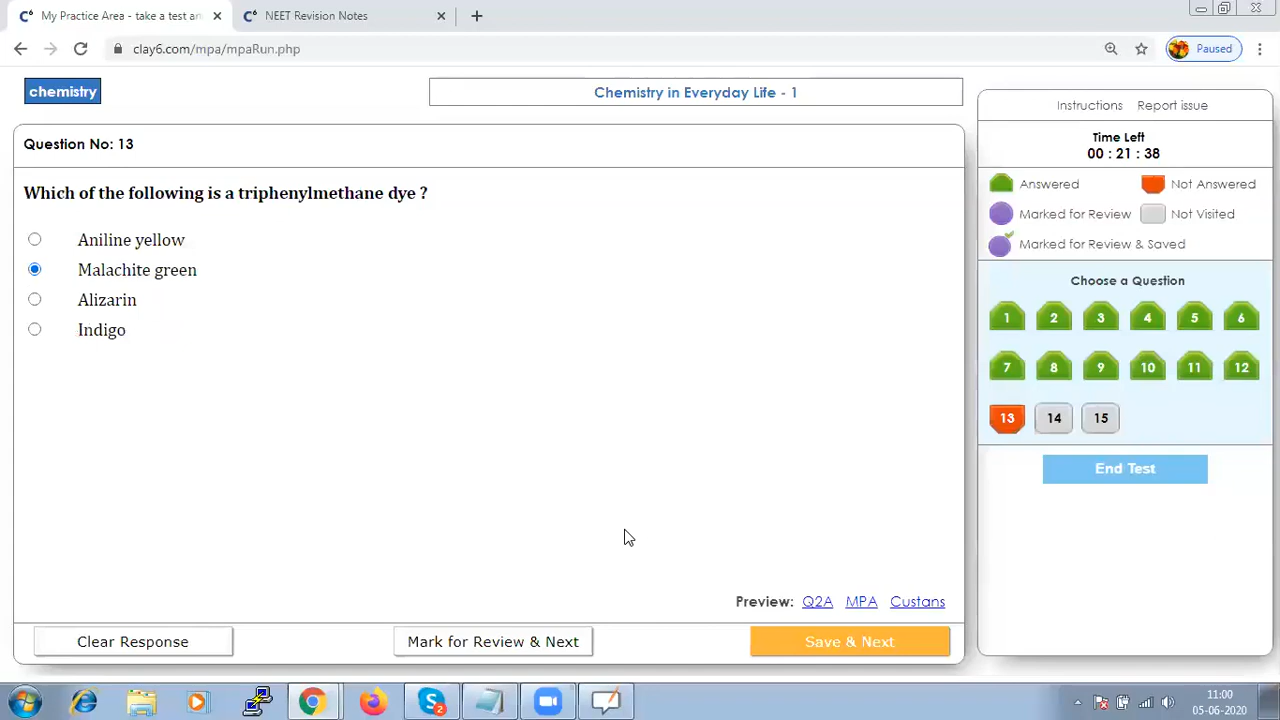 My Practice Area - take a test an
NEET Revision Notes
clay6.com/mpa/mpaRun.php
Paused
chemistry
Chemistry in Everyday Life - 1
Instructions Report issue
Time Left
00 : 21 : 38
Answered Not Answered
Marked for Review Not Visited
Marked for Review & Saved
Choose a Question
1 2 3 4 5 6
7 8 9 10 11 12
13 14 15
End Test
Question No: 13
Which of the following is a triphenylmethane dye ?
Aniline yellow
Malachite green
Alizarin
Indigo
Preview: Q2A MPA Custans
Clear Response Mark for Review & Next Save & Next
2
11:00
05-06-2020